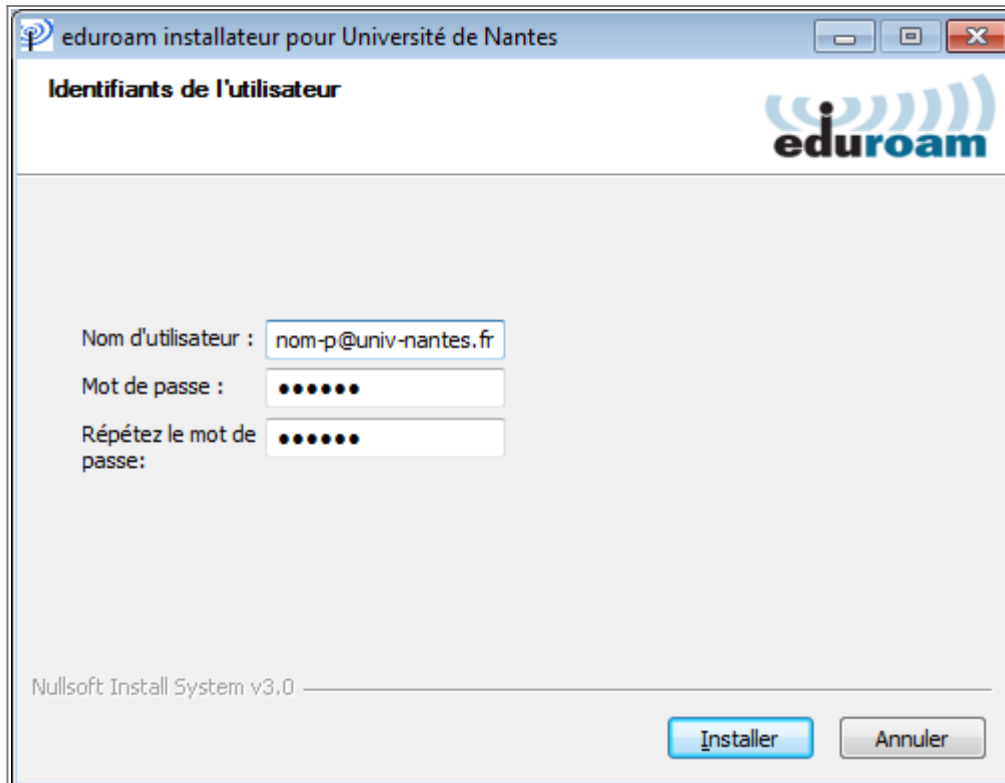 eduroam installateur pour Université de Nantes
Identifiants de l'utilisateur
eduroam
Nom d'utilisateur :
nom-p@univ-nantes.fr
Mot de passe :
••••••
Répétez le mot de
passe:
••••••
Nullsoft Install System v3.0
Installer
Annuler